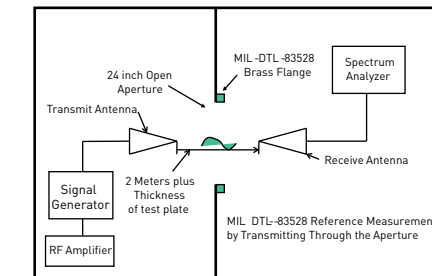 MIL -DTL -83528
Brass Flange
Spectrum
Analyzer
24 inch Open
Aperture
Transmit Antenna
Receive Antenna
2 Meters plus
Thickness
of test plate
Signal
Generator
MIL DTL--83528 Reference Measuremen
by Transmitting Through the Aperture
RF Amplifier